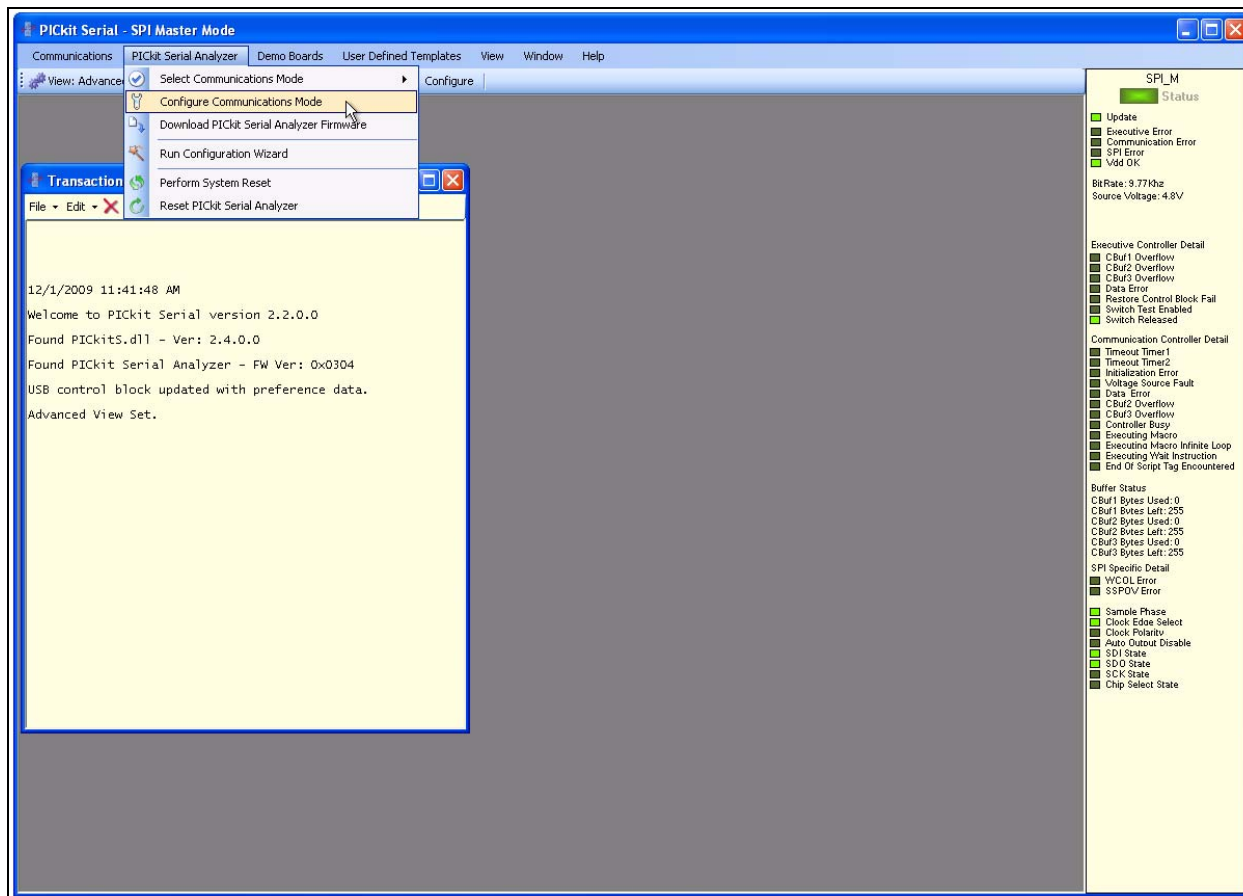 PICkit Serial - SPI Master Mode
Communications PICkit Serial Analyzer Demo Boards User Defined Templates View Window Help
View: Advance Configure
Select Communications Mode
Configure Communications Mode
Download PICkit Serial Analyzer Firmware
Run Configuration Wizard
Perform System Reset
Reset PICkit Serial Analyzer
Transaction
File Edit
12/1/2009 11:41:48 AM
Welcome to PICkit Serial version 2.2.0.0
Found PICkitS.dll - Ver: 2.4.0.0
Found PICkit Serial Analyzer - FW Ver: 0x0304
USB control block updated with preference data.
Advanced View Set.
SPI_M
Status
Update
Executive Error
Communication Error
SPI Error
Vdd OK
BitRate: 9.77Khz
Source Voltage: 4.8V
Executive Controller Detail
CBuf1 Overflow
CBuf2 Overflow
CBuf3 Overflow
Data Error
Restore Control Block Fail
Switch Test Enabled
Switch Released
Communication Controller Detail
Timeout Timer1
Timeout Timer2
Initialization Error
Voltage Source Fault
Data Error
CBuf2 Overflow
CBuf3 Overflow
Controller Busy
Executing Macro
Executing Macro Infinite Loop
Executing Wait Instruction
End Of Script Tag Encountered
Buffer Status
CBuf1 Bytes Used: 0
CBuf1 Bytes Left: 255
CBuf2 Bytes Used: 0
CBuf2 Bytes Left: 255
CBuf3 Bytes Used: 0
CBuf3 Bytes Left: 255
SPI Specific Detail
WCOL Error
SSPOV Error
Sample Phase
Clock Edge Select
Clock Polarity
Auto Output Disable
SDI State
SDO State
SCK State
Chip Select State